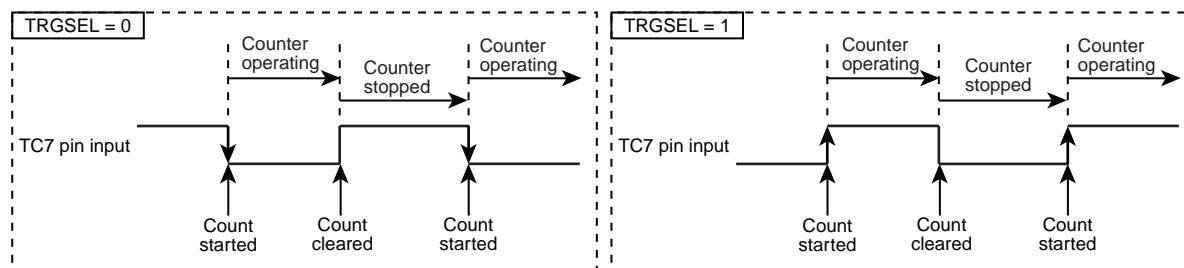 TRGSEL = 0
Counter
operating
Counter
stopped
Counter
operating
TC7 pin input
Count
started
Count
cleared
Count
started
TRGSEL = 1
Counter
operating
Counter
stopped
Counter
operating
TC7 pin input
Count
started
Count
cleared
Count
started